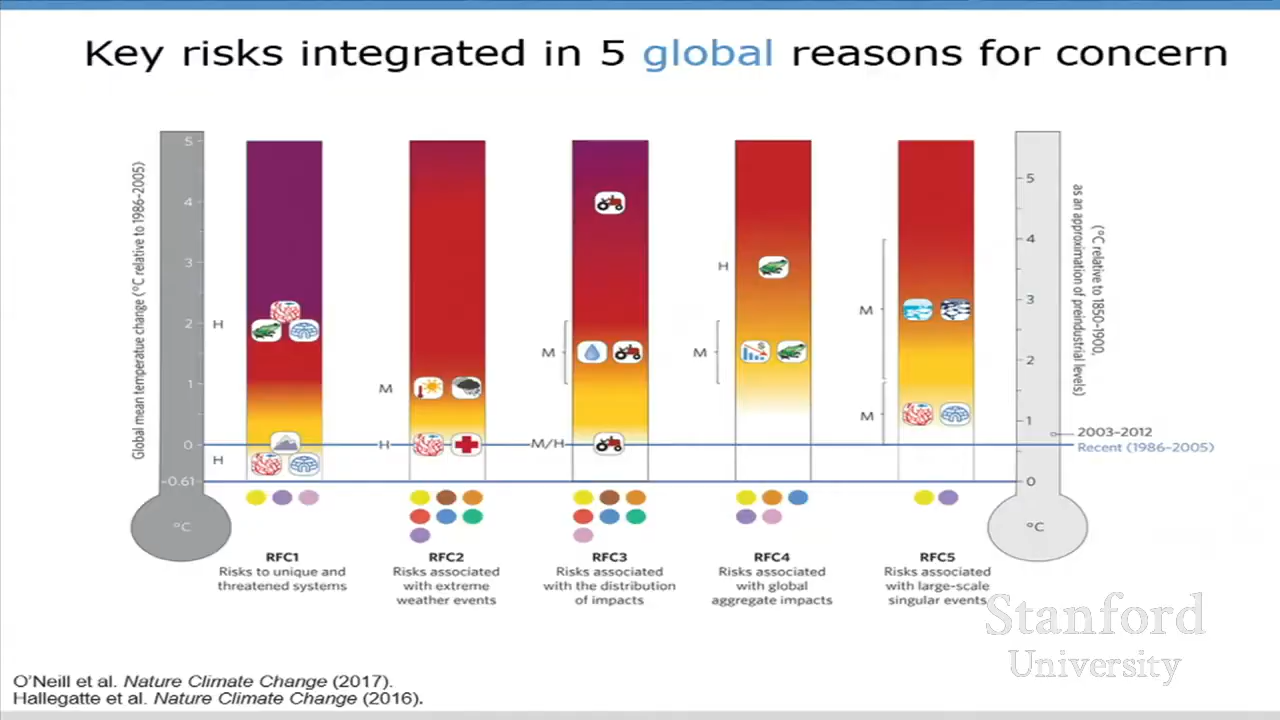 Key risks integrated in 5 global reasons for concern
Global mean temperatue change (°C relative to 1986-2005)
5
4
3
2
1
0
-0.61
°C
H
H
M
H
M
M/H
H
M
M
M
5
4
3
2
1
0
°C
(°C relative to 1850-1900,
as an approximation of preindustrial levels)
2003-2012
Recent (1986-2005)
RFC1
Risks to unique and
threatened systems
RFC2
Risks associated
with extreme
weather events
RFC3
Risks associated
with the distribution
of impacts
RFC4
Risks associated
with global
aggregate impacts
RFC5
Risks associated
with large-scale
singular events
$
Stanford
University
O'Neill et al. Nature Climate Change (2017).
Hallegatte et al. Nature Climate Change (2016).